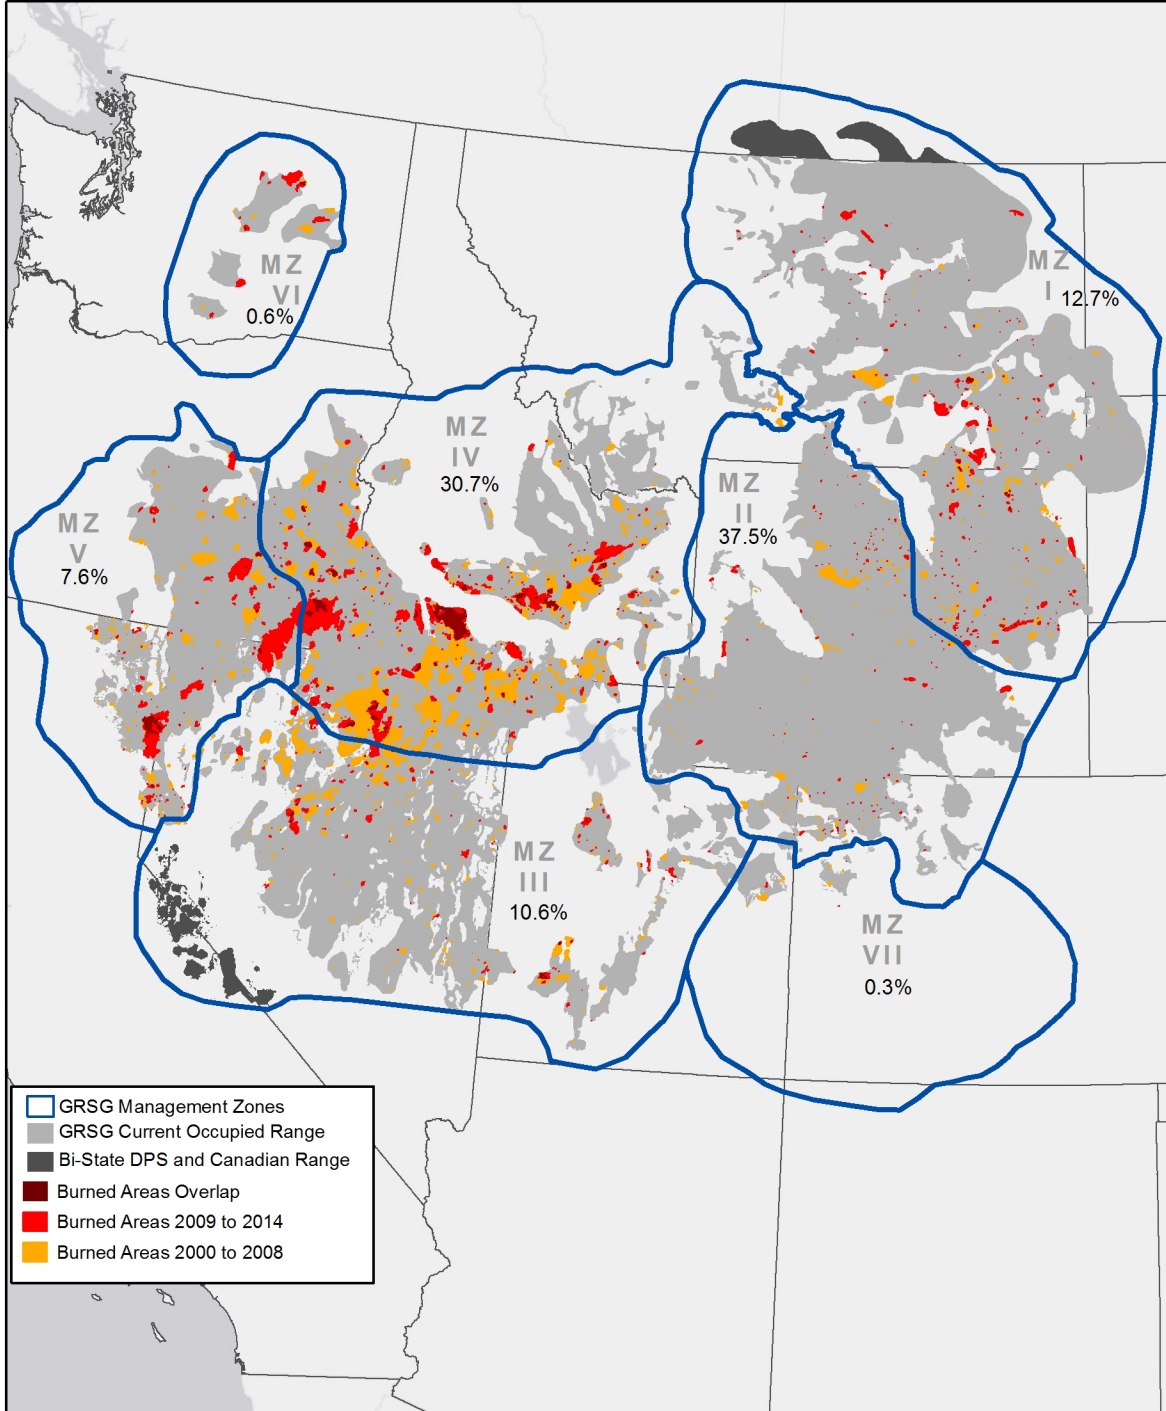 MZ
VI
0.6%
MZ
I 12.7%
MZ
IV
30.7%
MZ
II
37.5%
MZ
V
7.6%
MZ
III
10.6%
MZ
VII
0.3%
GRSG Management Zones
GRSG Current Occupied Range
Bi-State DPS and Canadian Range
Burned Areas Overlap
Burned Areas 2009 to 2014
Burned Areas 2000 to 2008